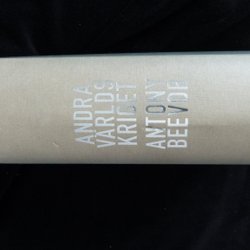 ANDRA
VÄRLDS
KRIGET
ANTONY
BEEVOR